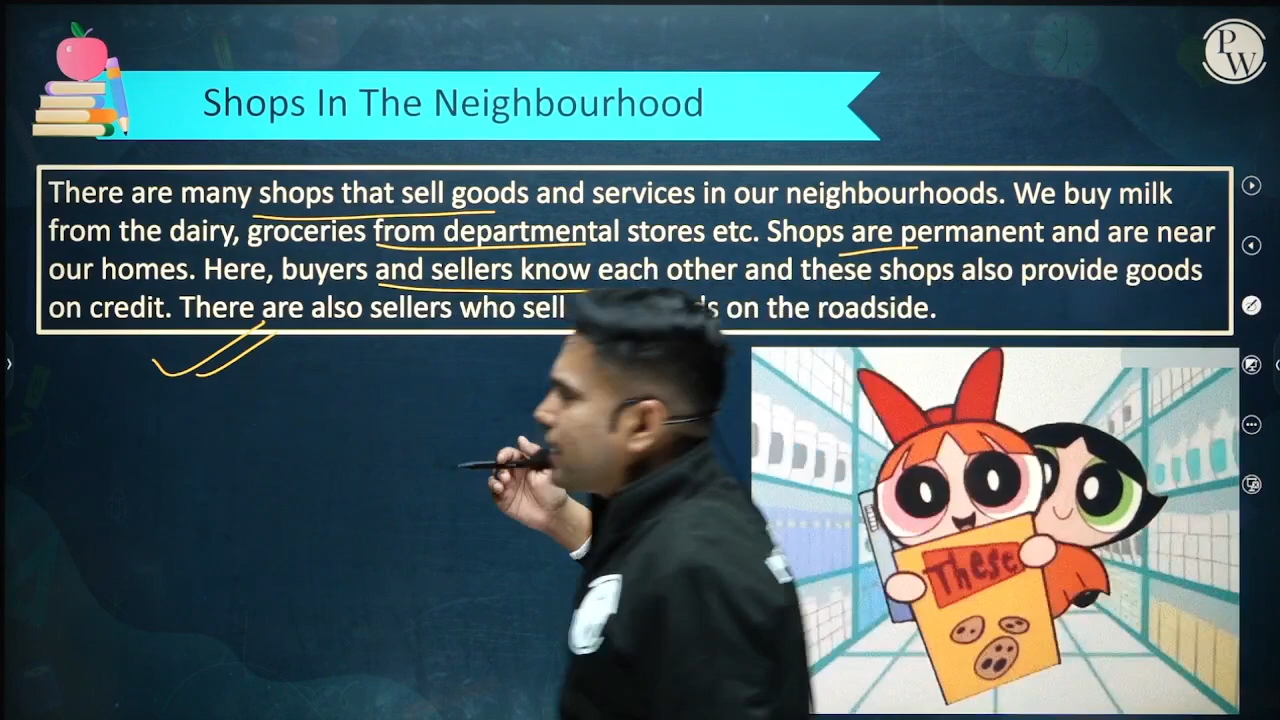 P
W
Shops In The Neighbourhood
There are many shops that sell goods and services in our neighbourhoods. We buy milk
from the dairy, groceries from departmental stores etc. Shops are permanent and are near
our homes. Here, buyers and sellers know each other and these shops also provide goods
on credit. There are also sellers who sell on the roadside.
These